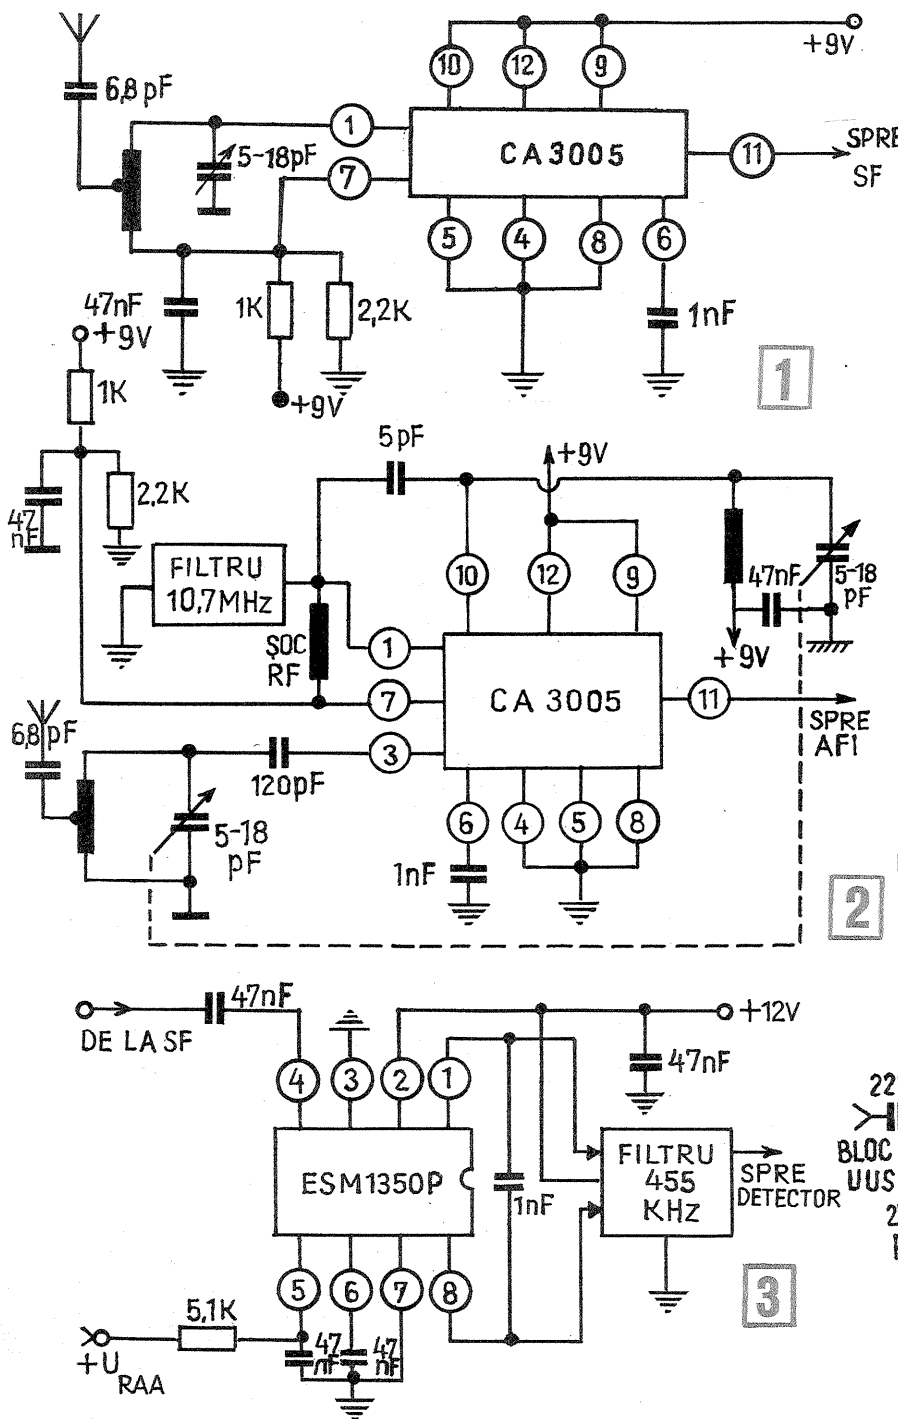 6,8 pF
5-18pF
1
7
10
12
9
+9V
CA3005
11
SPRE
SF
5
4
8
6
47nF
1K
2,2K
1nF
+9V
+9V
1
1K
47
nF
2,2K
5pF
+9V
FILTRU
10,7MHz
ȘOC
RF
10
12
9
47nF
5-18
pF
+9V
1
7
3
CA 3005
11
SPRE
AFI
6,8 pF
120pF
5-18
pF
6
4
5
8
1nF
2
47nF
DE LA SF
+12V
47nF
4
3
2
1
ESM1350P
1nF
FILTRU
455
KHz
SPRE
DETECTOR
22
BLOC
UUS
5
6
7
8
5,1K
47
nF
47
nF
+U RAA
3